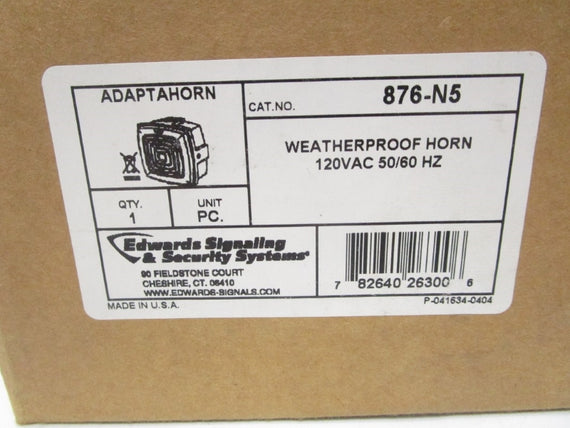 ADAPTAHORN
CAT.NO. 876-N5
WEATHERPROOF HORN
120VAC 50/60 HZ
QTY.
1
UNIT
PC.
Edwards Signaling
& Security Systems®
90 FIELDSTONE COURT
CHESHIRE, CT. 06410
WWW.EDWARDS-SIGNALS.COM
MADE IN U.S.A.
7 82640 26300 6
P-041634-0404